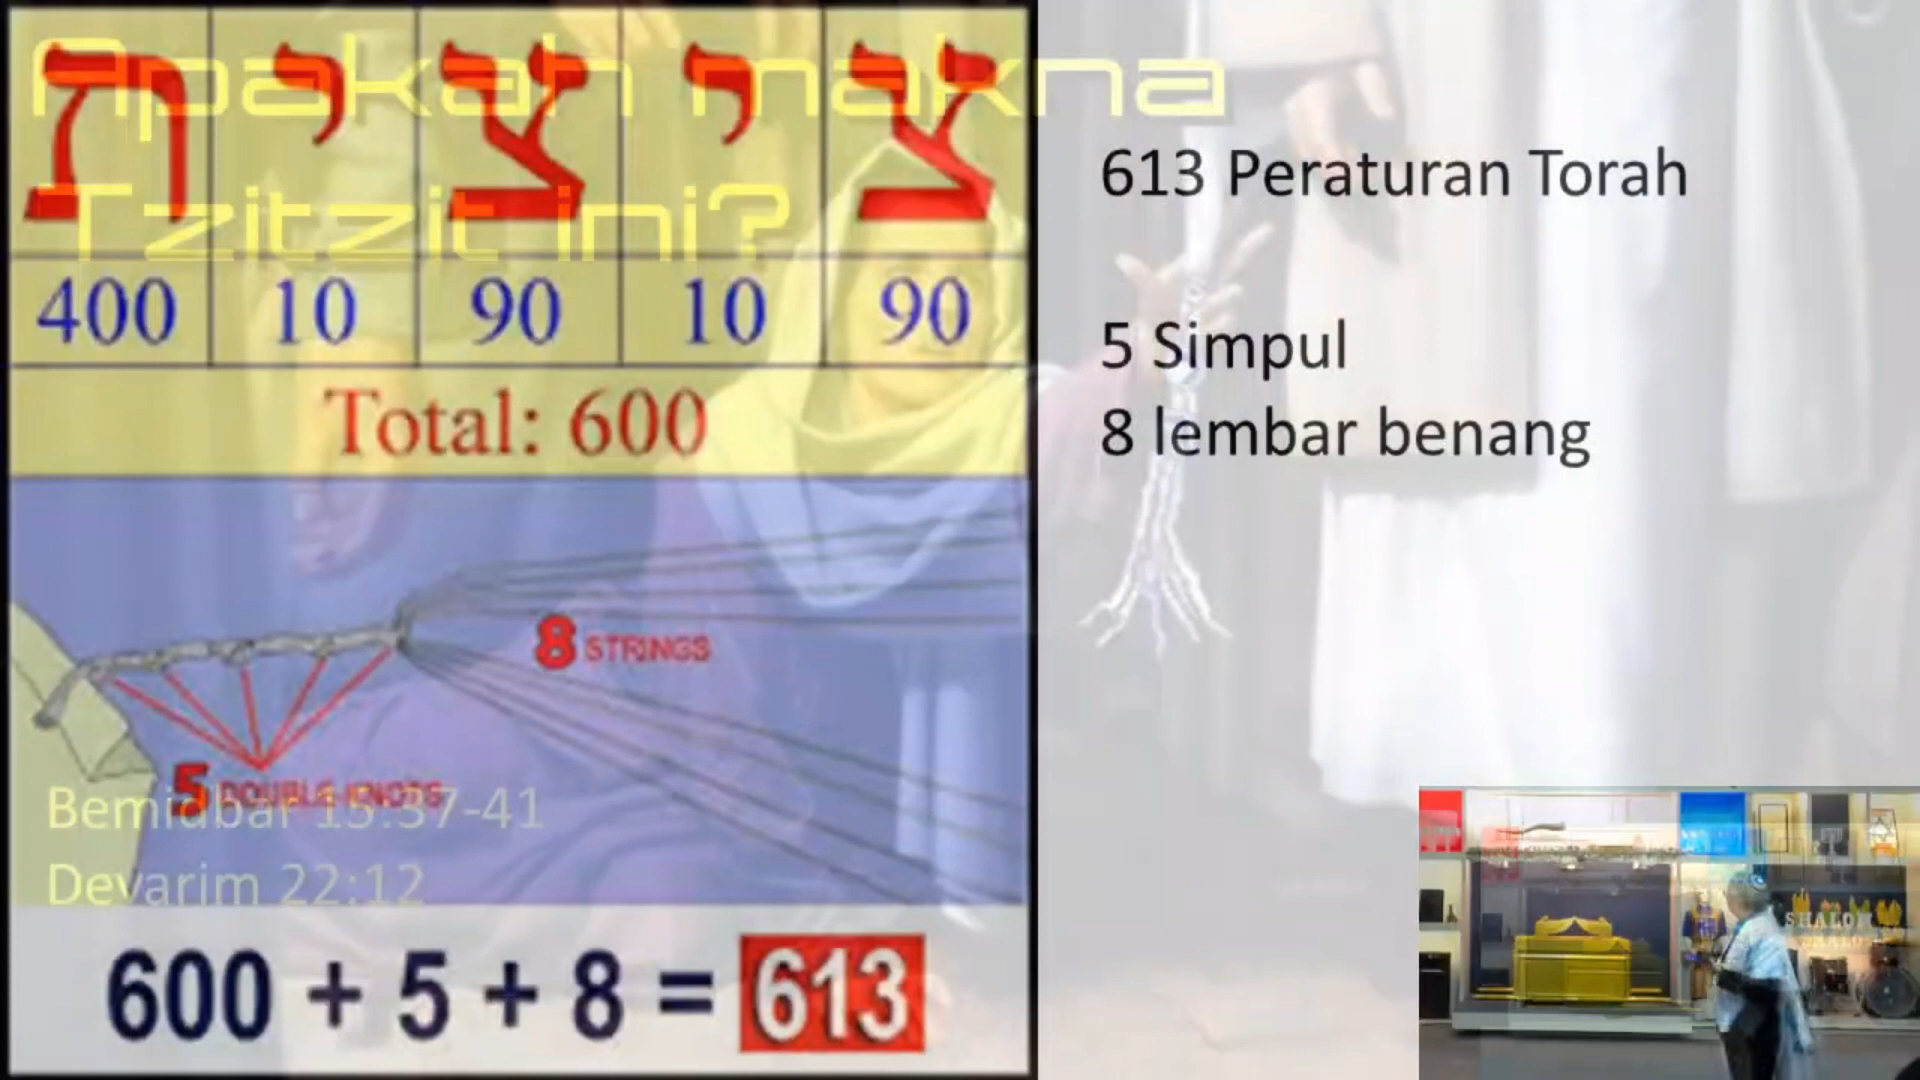 Apakah makna
Tzitzit ini?
צ י צ י ת
400 10 90 10 90
Total: 600
8 STRINGS
5 DOUBLE KNOTS
Bemidbar 15:37-41
Devarim 22:12
600 + 5 + 8 = 613
613 Peraturan Torah
5 Simpul
8 lembar benang
SHALOM